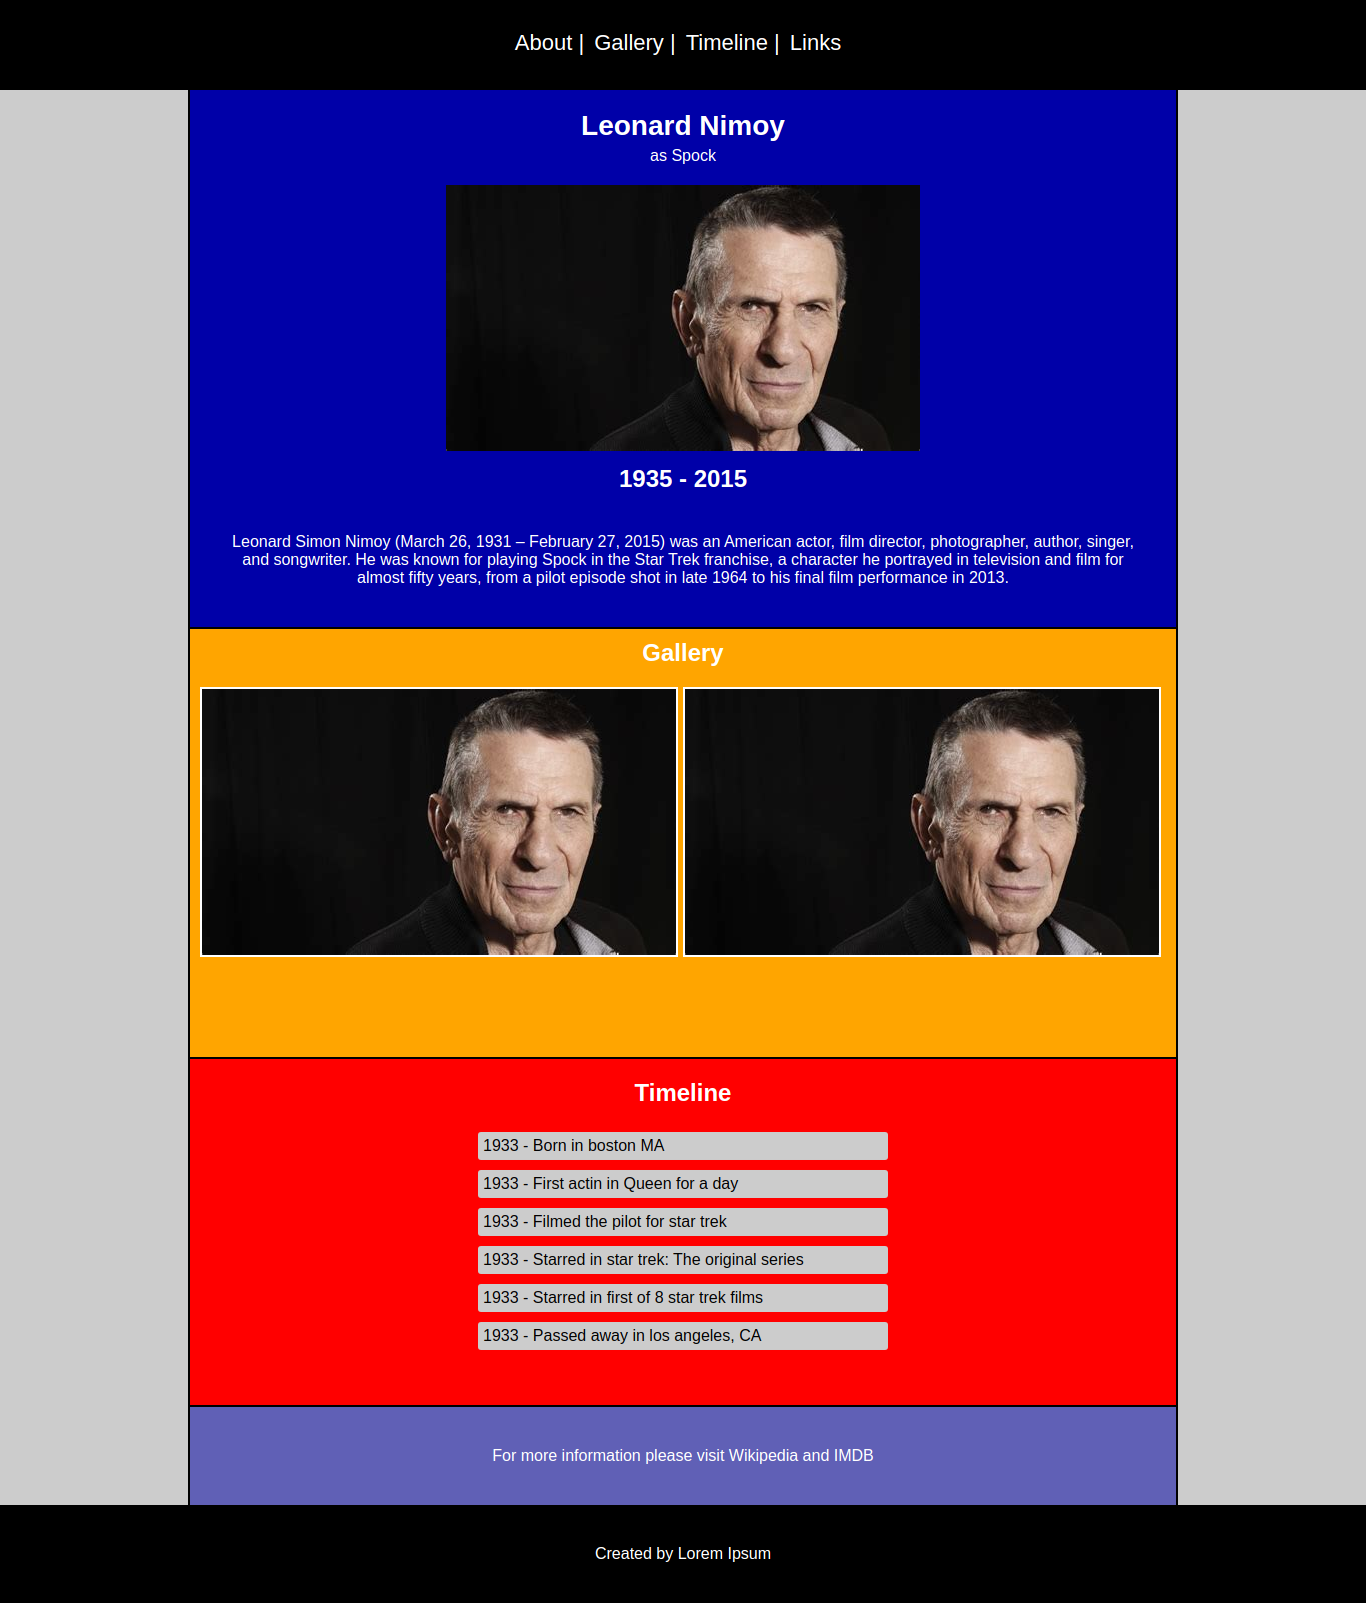 About | Gallery | Timeline | Links
Leonard Nimoy
as Spock
1935 - 2015
Leonard Simon Nimoy (March 26, 1931 – February 27, 2015) was an American actor, film director, photographer, author, singer,
and songwriter. He was known for playing Spock in the Star Trek franchise, a character he portrayed in television and film for
almost fifty years, from a pilot episode shot in late 1964 to his final film performance in 2013.
Gallery
Timeline
1933 - Born in boston MA
1933 - First actin in Queen for a day
1933 - Filmed the pilot for star trek
1933 - Starred in star trek: The original series
1933 - Starred in first of 8 star trek films
1933 - Passed away in los angeles, CA
For more information please visit Wikipedia and IMDB
Created by Lorem Ipsum